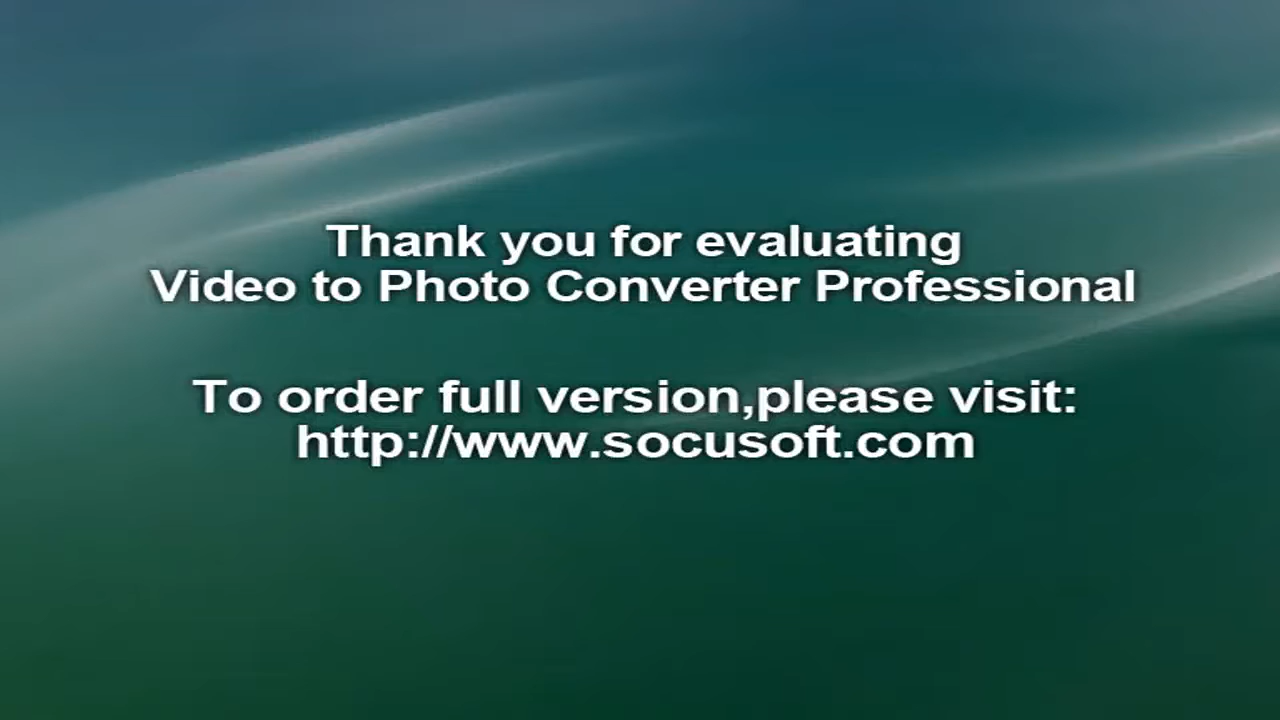 Thank you for evaluating
Video to Photo Converter Professional
To order full version,please visit:
http://www.socusoft.com